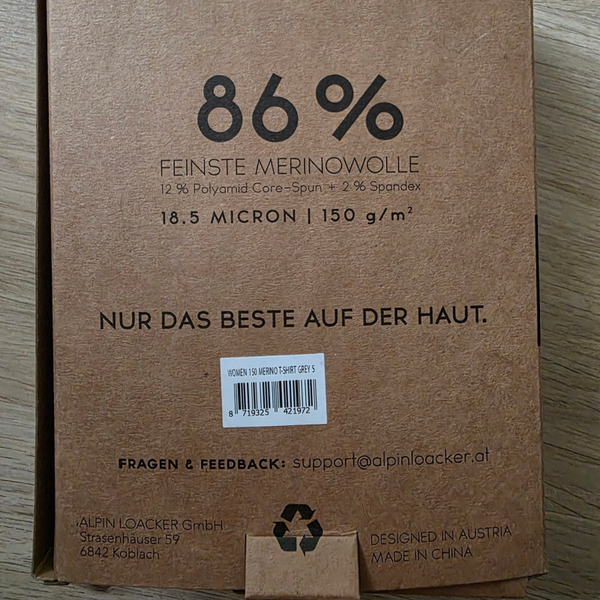 86 %
FEINSTE MERINOWOLLE
12 % Polyamid Core-Spun + 2 % Spandex
18.5 MICRON | 150 g/m²
NUR DAS BESTE AUF DER HAUT.
WOMEN 150 MERINO T-SHIRT GREY S
8 719325 421972
FRAGEN & FEEDBACK: support@alpinloacker.at
ALPIN LOACKER GmbH
Strasenhäuser 59
6842 Koblach
DESIGNED IN AUSTRIA
MADE IN CHINA